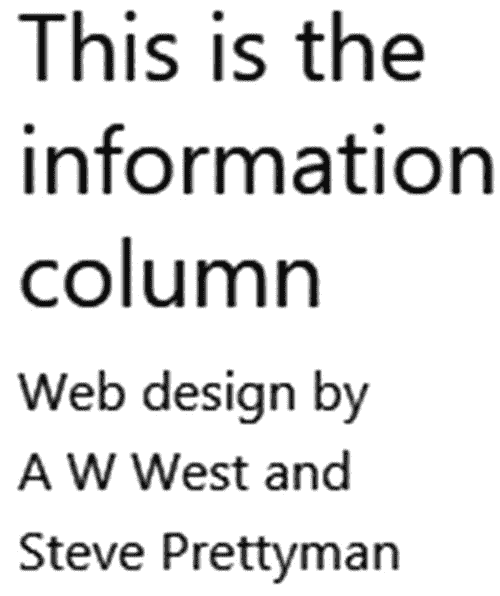 This is the
information
column
Web design by
A W West and
Steve Prettyman